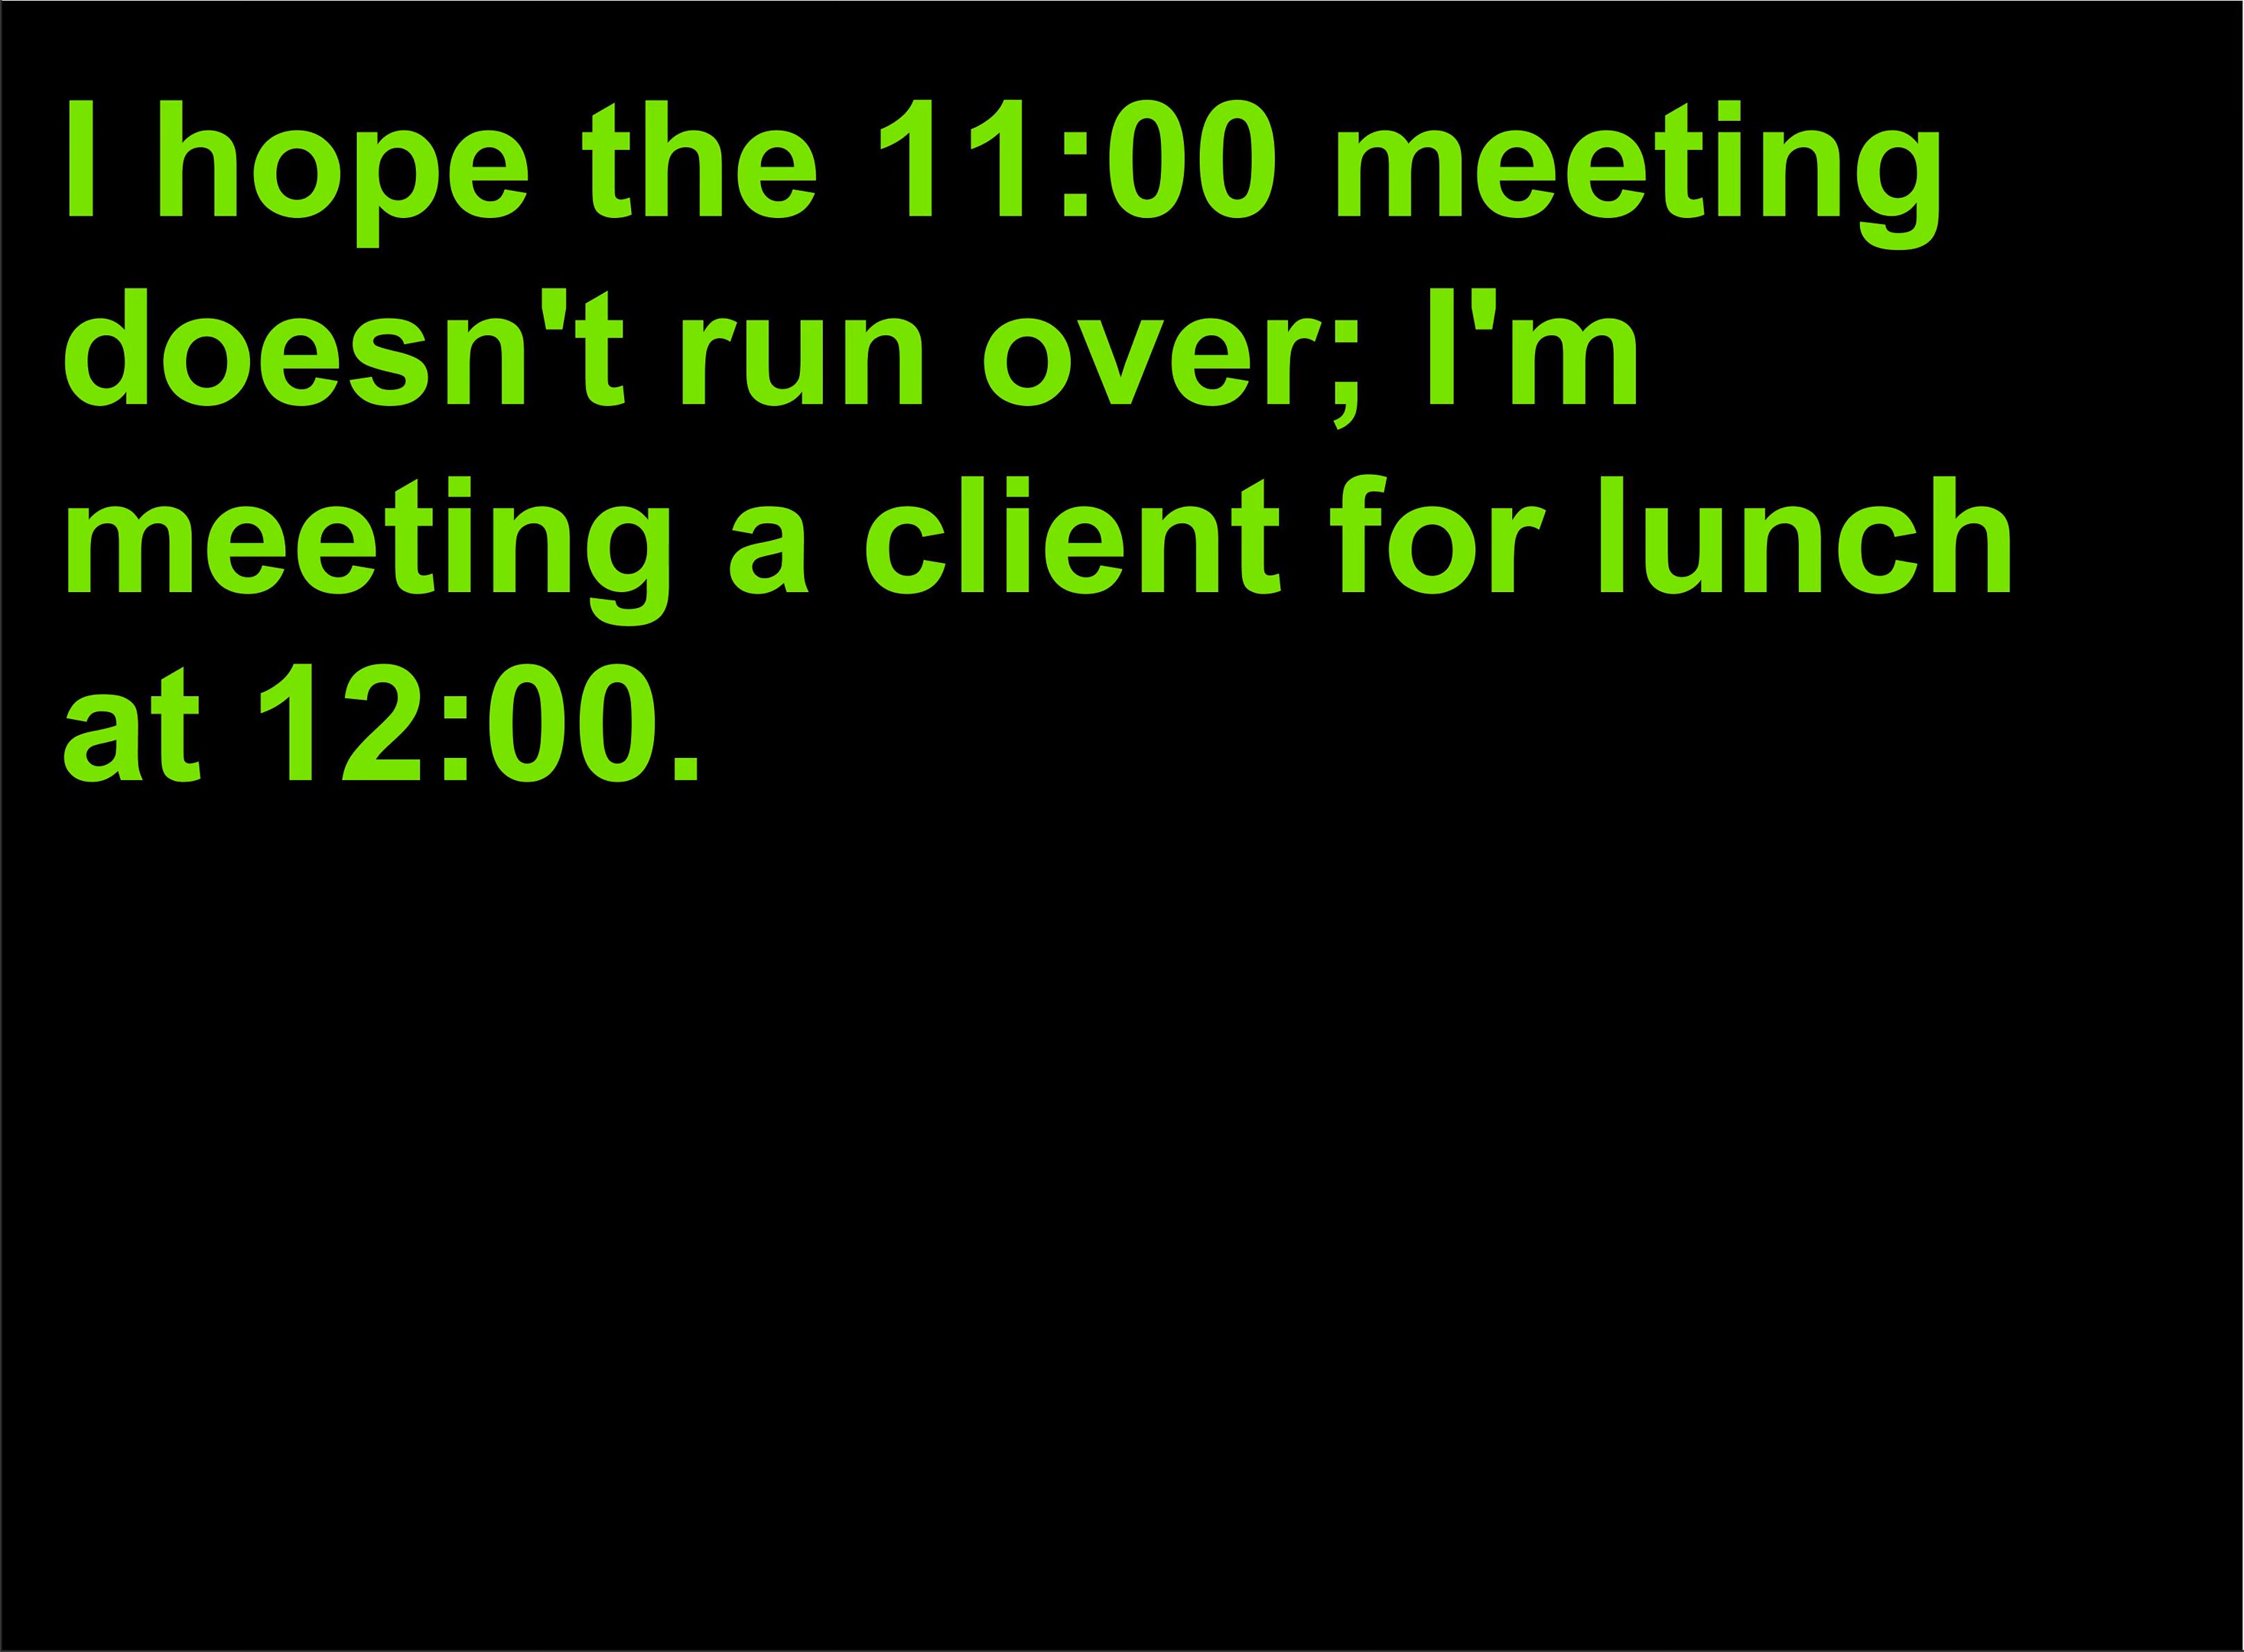 I hope the 11:00 meeting
doesn't run over; I'm
meeting a client for lunch
at 12:00.